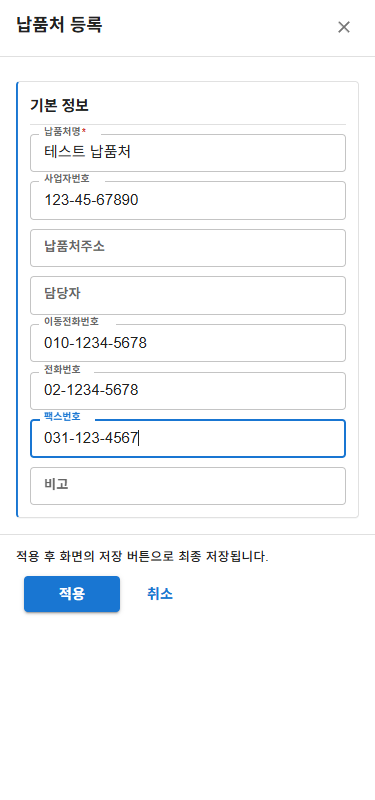 납품처 등록
기본 정보
납품처명*
테스트 납품처
사업자번호
123-45-67890
납품처주소
담당자
이동전화번호
010-1234-5678
전화번호
02-1234-5678
팩스번호
031-123-4567
비고
적용 후 화면의 저장 버튼으로 최종 저장됩니다.
적용 취소